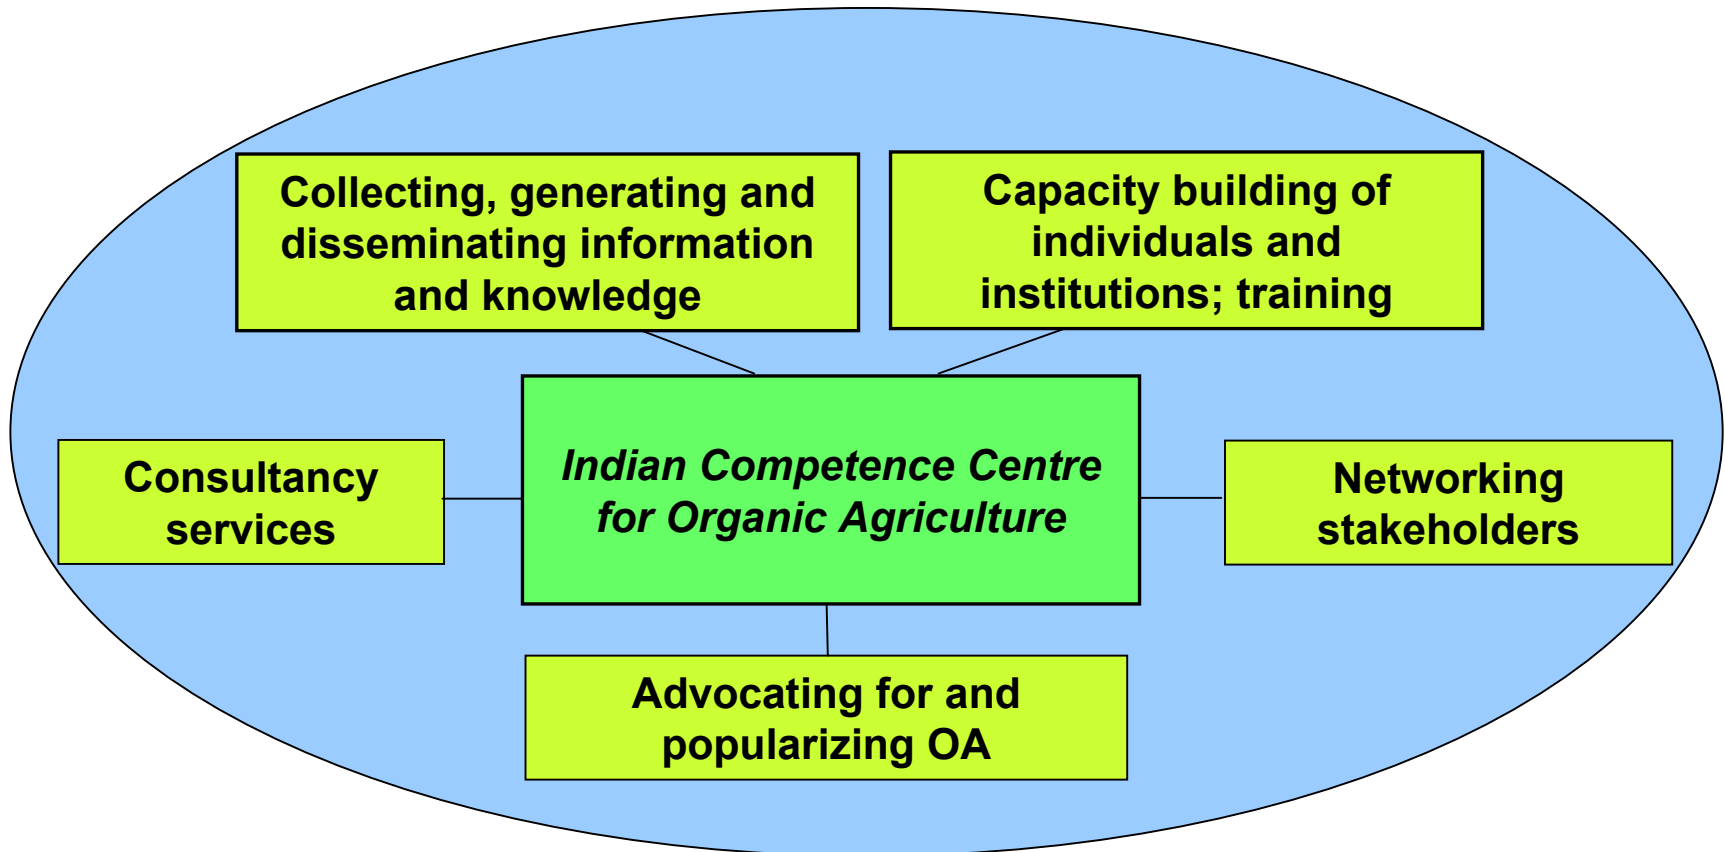 Collecting, generating and
disseminating information
and knowledge
Capacity building of
individuals and
institutions; training
Consultancy
services
Indian Competence Centre
for Organic Agriculture
Networking
stakeholders
Advocating for and
popularizing OA